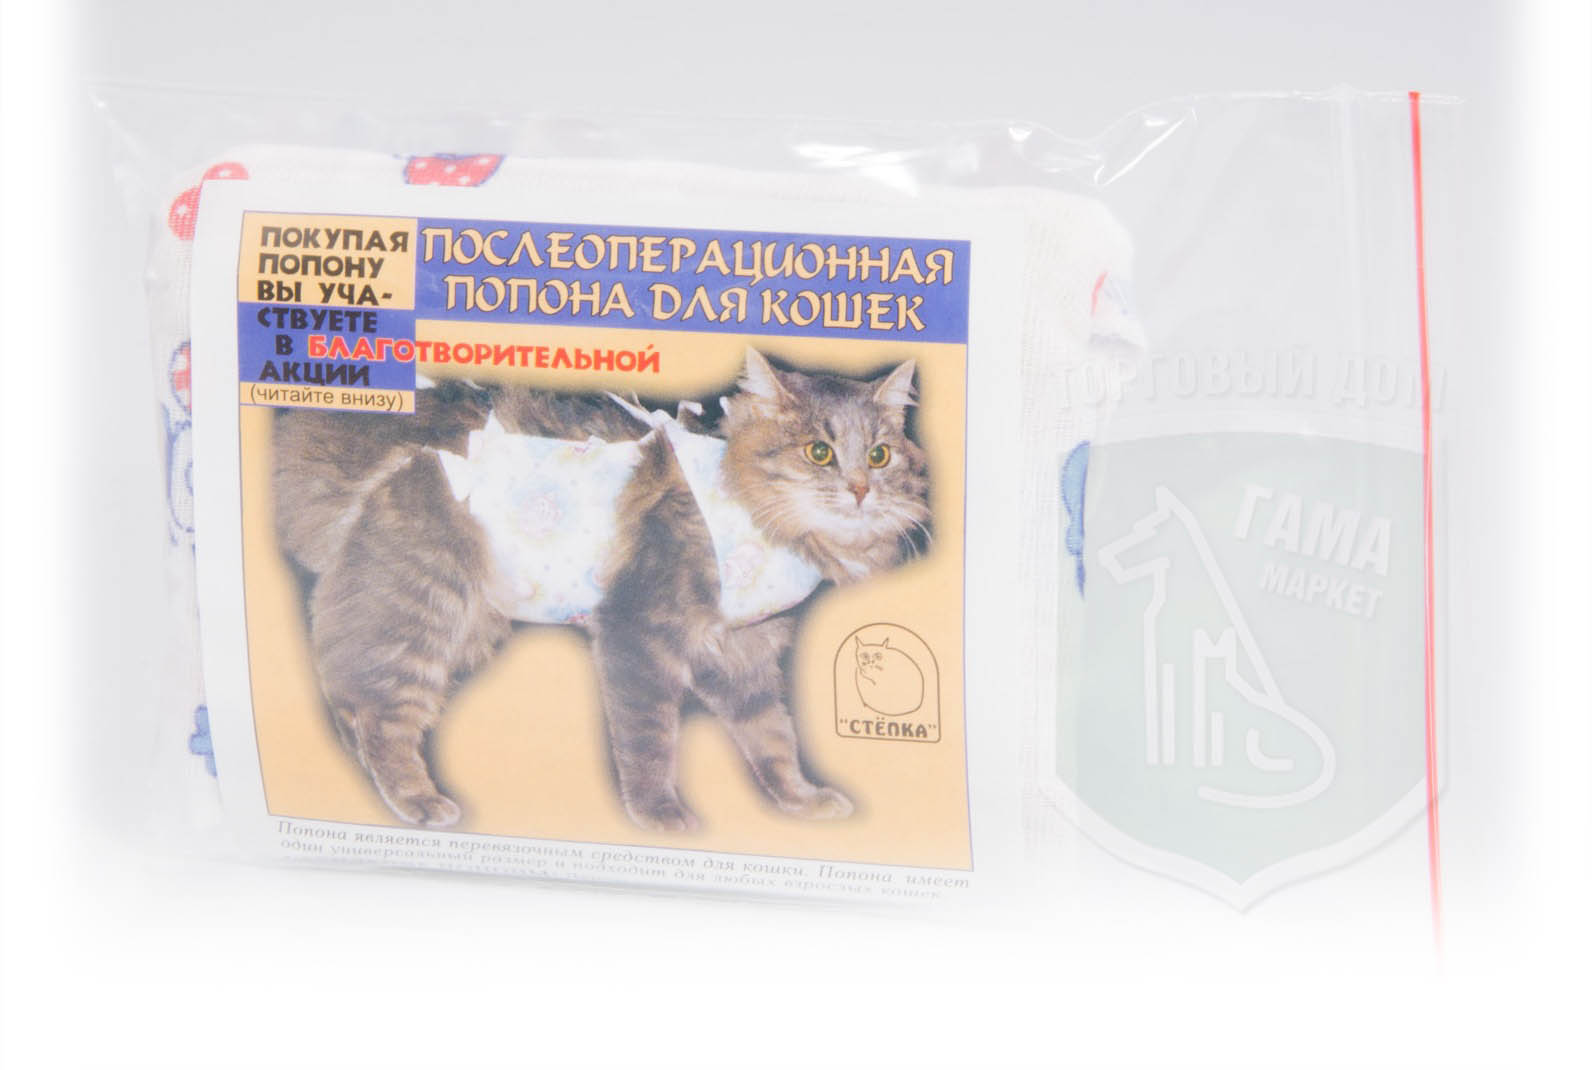 ПОКУПАЯ
ПОПОНУ
ВЫ УЧА-
СТВУЕТЕ
В БЛАГОТВОРИТЕЛЬНОЙ
АКЦИИ
(читайте внизу)
ПОСЛЕОПЕРАЦИОННАЯ
ПОПОНА ДЛЯ КОШЕК
"СТЁПКА"
Попона является перевязочным средством для кошки. Попона имеет
один универсальный размер и подходит для любых взрослых кошек
ТОРГОВЫЙ ДОМ
ГАМА
МАРКЕТ